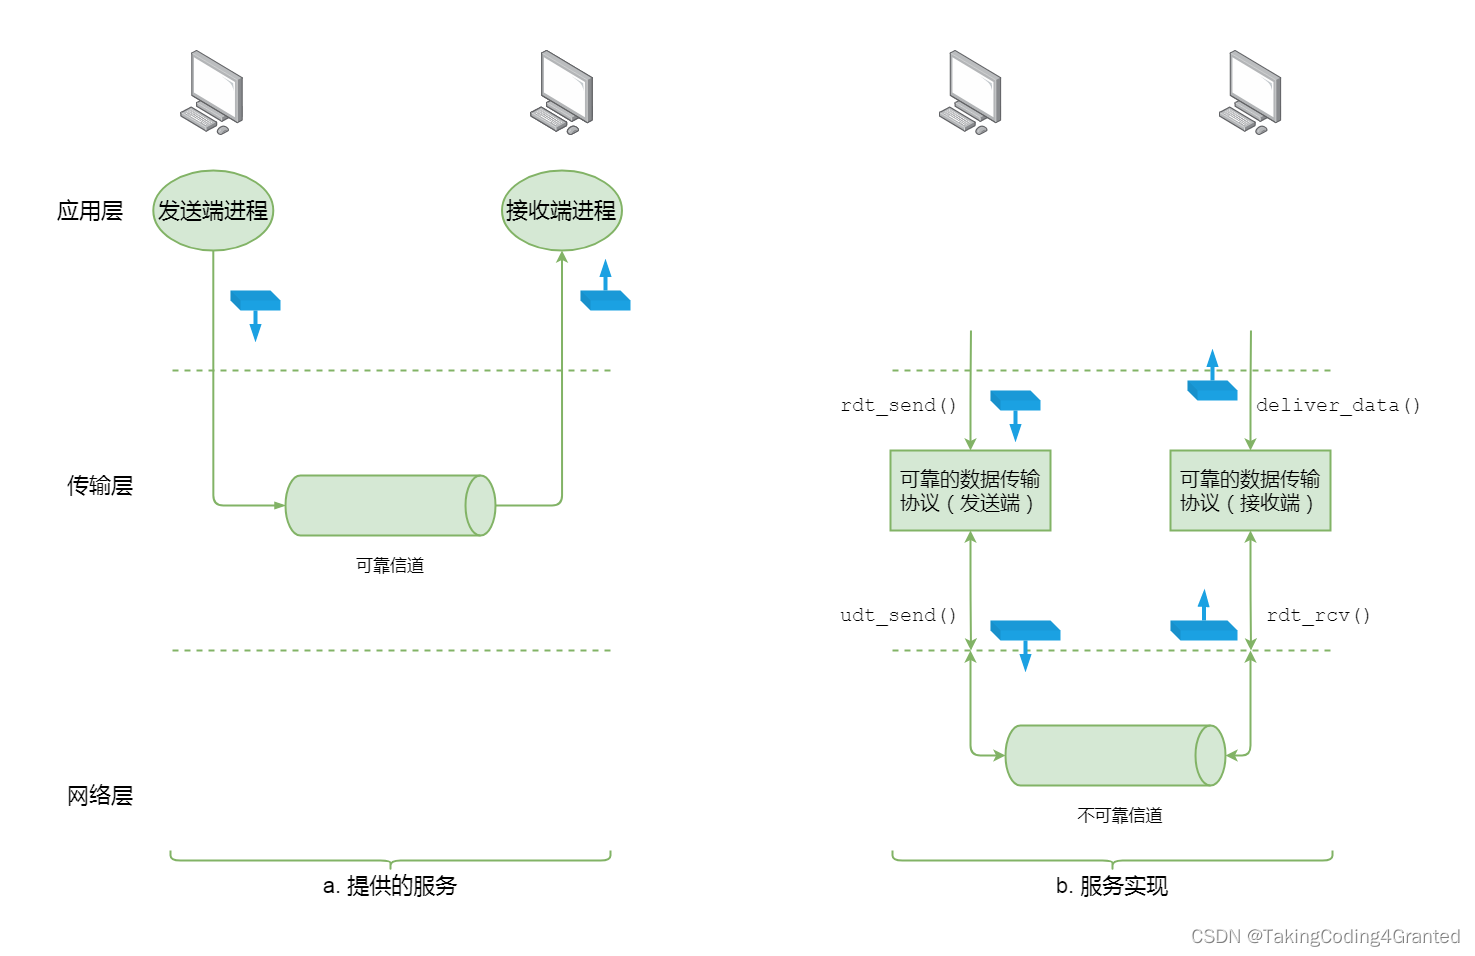 应用层
发送端进程
接收端进程
rdt_send()
deliver_data()
传输层
可靠的数据传输
协议（发送端）
可靠的数据传输
协议（接收端）
可靠信道
udt_send()
rdt_rcv()
网络层
不可靠信道
a. 提供的服务
b. 服务实现
CSDN @TakingCoding4Granted